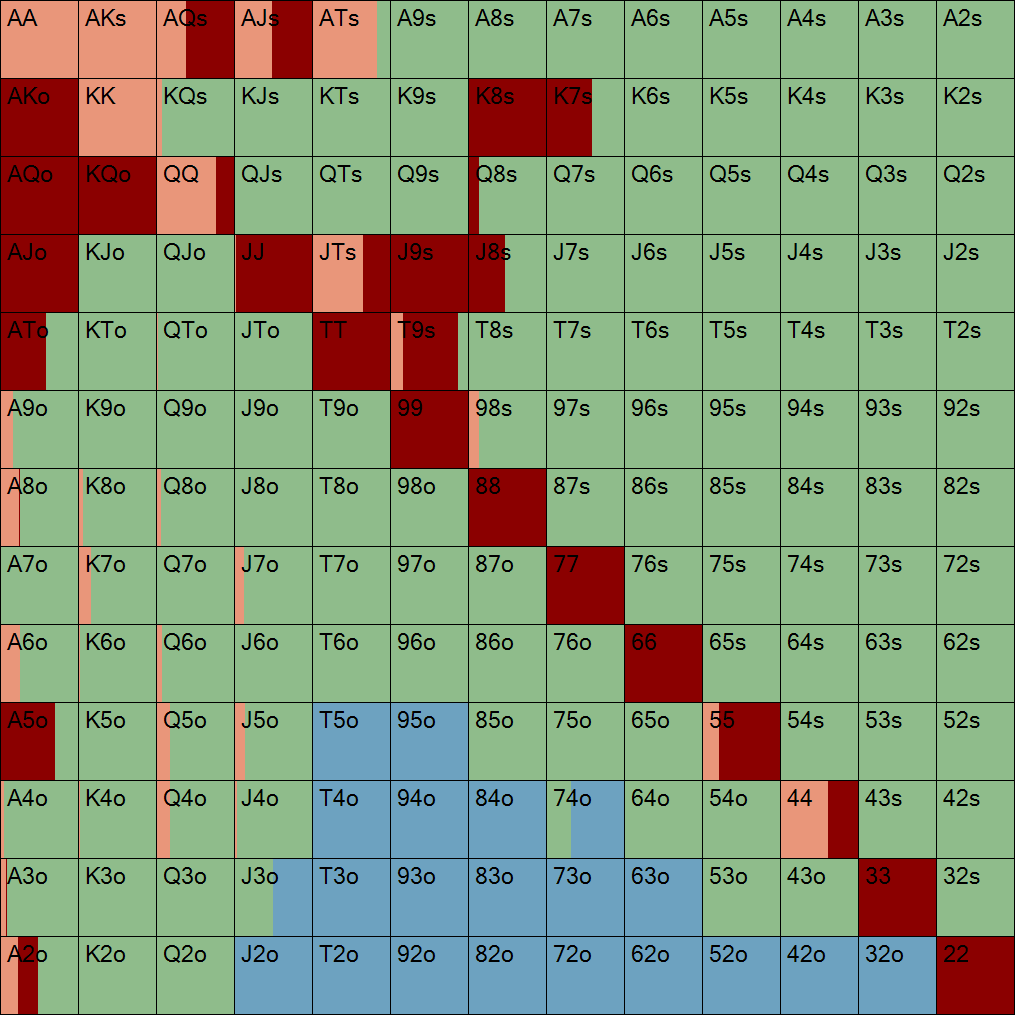 AA AKs AQs AJs ATs A9s A8s A7s A6s A5s A4s A3s A2s
AKo KK KQs KJs KTs K9s K8s K7s K6s K5s K4s K3s K2s
AQo KQo QQ QJs QTs Q9s Q8s Q7s Q6s Q5s Q4s Q3s Q2s
AJo KJo QJo JJ JTs J9s J8s J7s J6s J5s J4s J3s J2s
ATo KTo QTo JTo TT T9s T8s T7s T6s T5s T4s T3s T2s
A9o K9o Q9o J9o T9o 99 98s 97s 96s 95s 94s 93s 92s
A8o K8o Q8o J8o T8o 98o 88 87s 86s 85s 84s 83s 82s
A7o K7o Q7o J7o T7o 97o 87o 77 76s 75s 74s 73s 72s
A6o K6o Q6o J6o T6o 96o 86o 76o 66 65s 64s 63s 62s
A5o K5o Q5o J5o T5o 95o 85o 75o 65o 55 54s 53s 52s
A4o K4o Q4o J4o T4o 94o 84o 74o 64o 54o 44 43s 42s
A3o K3o Q3o J3o T3o 93o 83o 73o 63o 53o 43o 33 32s
A2o K2o Q2o J2o T2o 92o 82o 72o 62o 52o 42o 32o 22